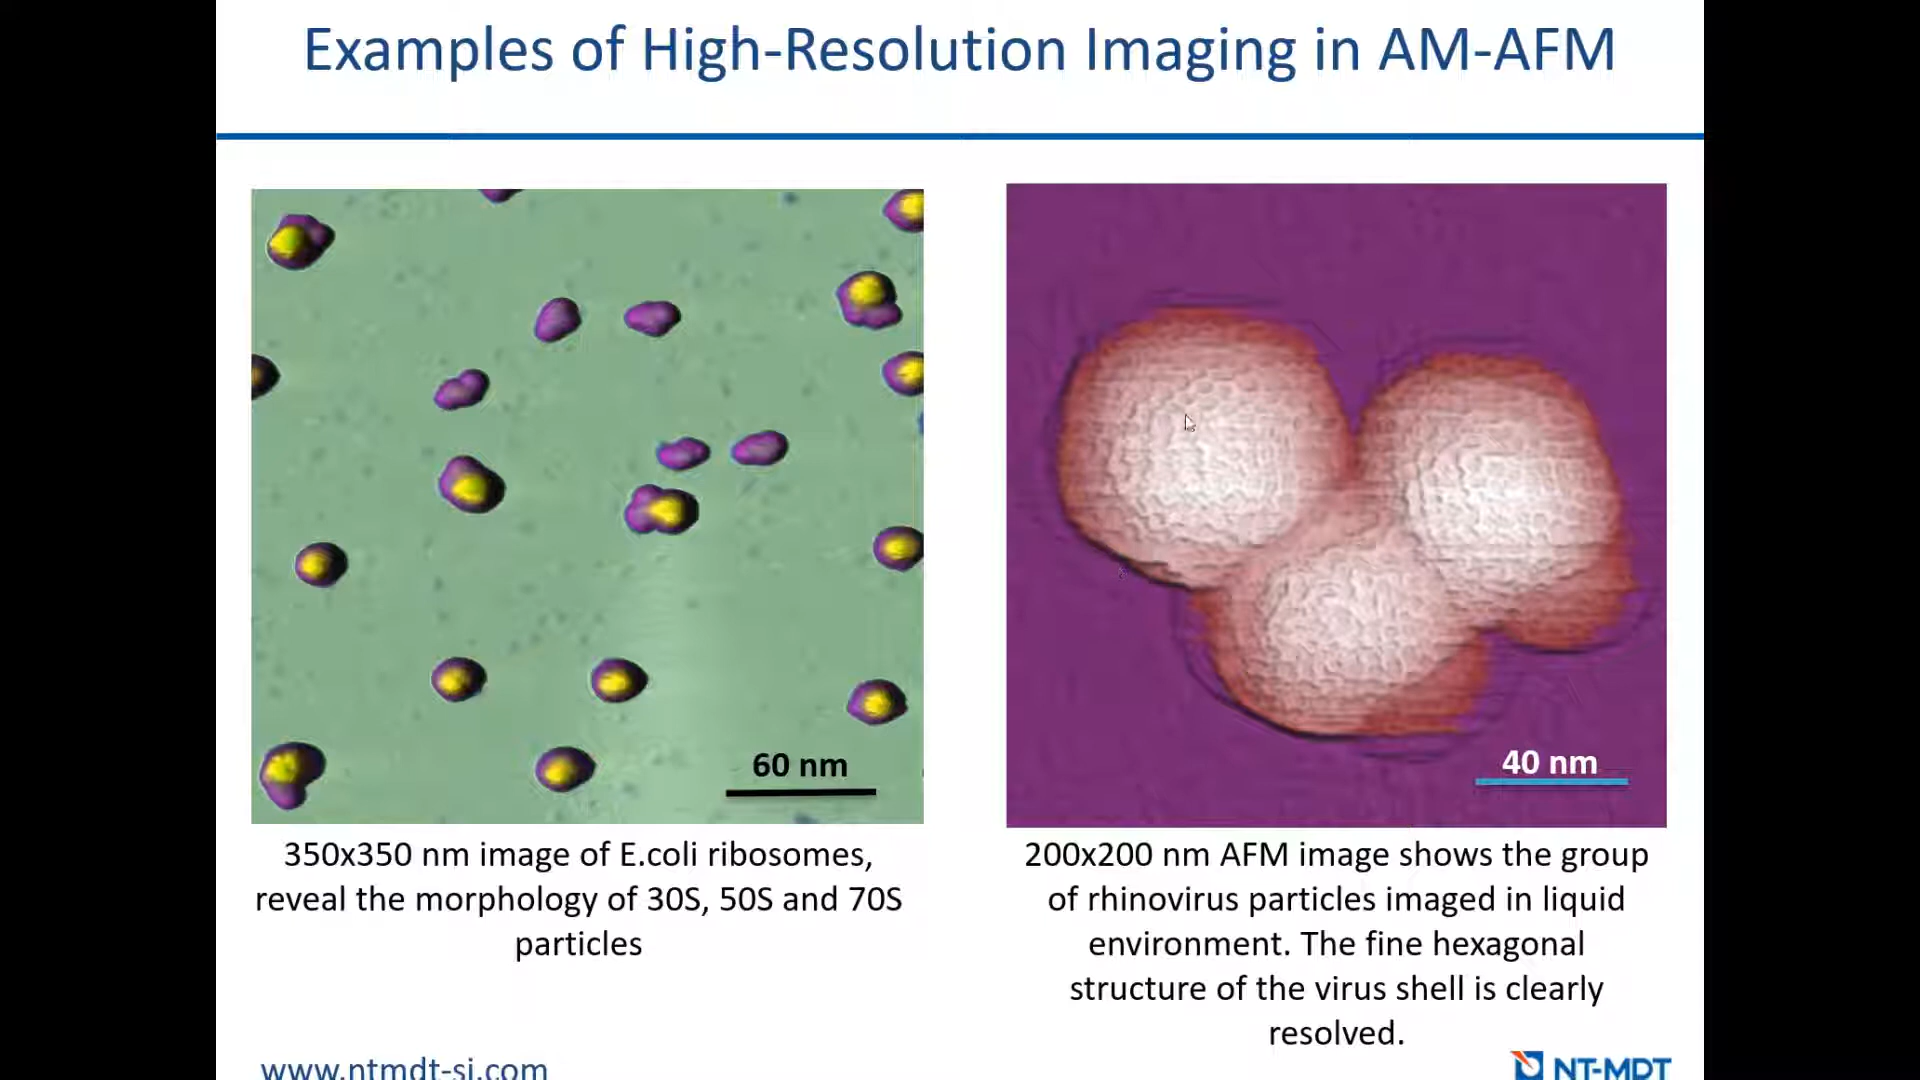 Examples of High-Resolution Imaging in AM-AFM
60 nm
40 nm
350x350 nm image of E.coli ribosomes,
reveal the morphology of 30S, 50S and 70S
particles
200x200 nm AFM image shows the group
of rhinovirus particles imaged in liquid
environment. The fine hexagonal
structure of the virus shell is clearly
resolved.
www.ntmdt-si.com
NT-MDT